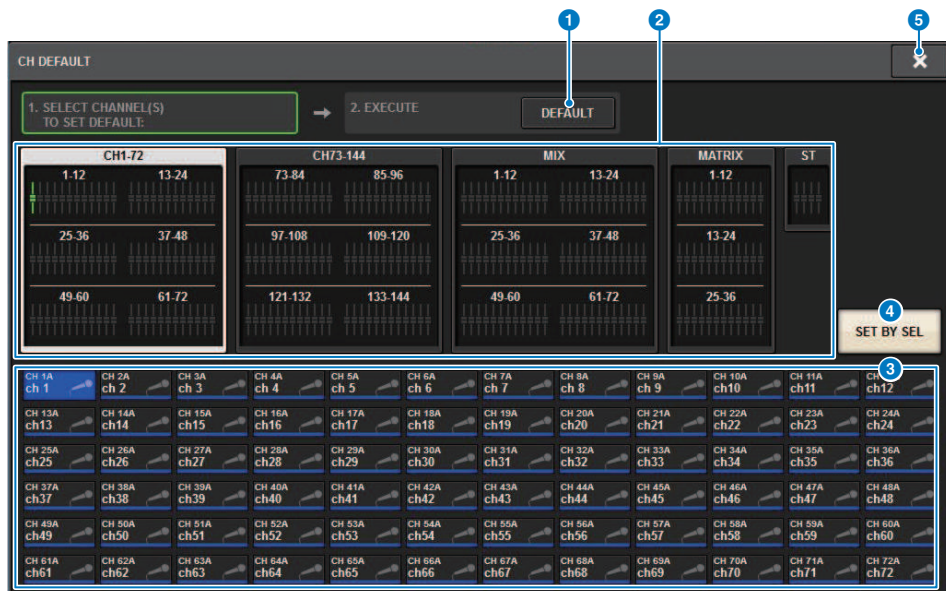 1 2 5
CH DEFAULT
1. SELECT CHANNEL(S)
TO SET DEFAULT:
2. EXECUTE
DEFAULT
CH1-72 CH73-144 MIX MATRIX ST
1-12 13-24 73-84 85-96 1-12 13-24 1-12
25-36 37-48 97-108 109-120 25-36 37-48 13-24
49-60 61-72 121-132 133-144 49-60 61-72 25-36
4
SET BY SEL
3
CH 1A CH 2A CH 3A CH 4A CH 5A CH 6A CH 7A CH 8A CH 9A CH 10A CH 11A CH
ch 1 ch 2 ch 3 ch 4 ch 5 ch 6 ch 7 ch 8 ch 9 ch10 ch11 ch12
CH 13A CH 14A CH 15A CH 16A CH 17A CH 18A CH 19A CH 20A CH 21A CH 22A CH 23A CH 24A
ch13 ch14 ch15 ch16 ch17 ch18 ch19 ch20 ch21 ch22 ch23 ch24
CH 25A CH 26A CH 27A CH 28A CH 29A CH 30A CH 31A CH 32A CH 33A CH 34A CH 35A CH 36A
ch25 ch26 ch27 ch28 ch29 ch30 ch31 ch32 ch33 ch34 ch35 ch36
CH 37A CH 38A CH 39A CH 40A CH 41A CH 42A CH 43A CH 44A CH 45A CH 46A CH 47A CH 48A
ch37 ch38 ch39 ch40 ch41 ch42 ch43 ch44 ch45 ch46 ch47 ch48
CH 49A CH 50A CH 51A CH 52A CH 53A CH 54A CH 55A CH 56A CH 57A CH 58A CH 59A CH 60A
ch49 ch50 ch51 ch52 ch53 ch54 ch55 ch56 ch57 ch58 ch59 ch60
CH 61A CH 62A CH 63A CH 64A CH 65A CH 66A CH 67A CH 68A CH 69A CH 70A CH 71A CH 72A
ch61 ch62 ch63 ch64 ch65 ch66 ch67 ch68 ch69 ch70 ch71 ch72